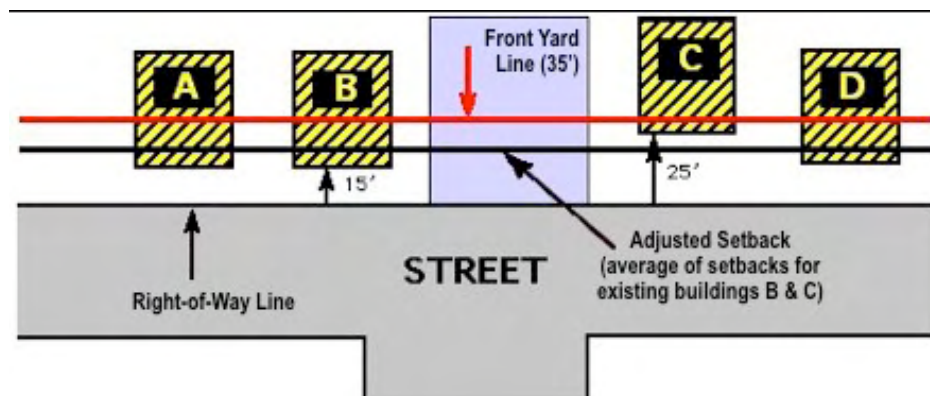 A
B
Front Yard
Line (35')
C
D
15'
25'
STREET
Adjusted Setback
(average of setbacks for
existing buildings B & C)
Right-of-Way Line